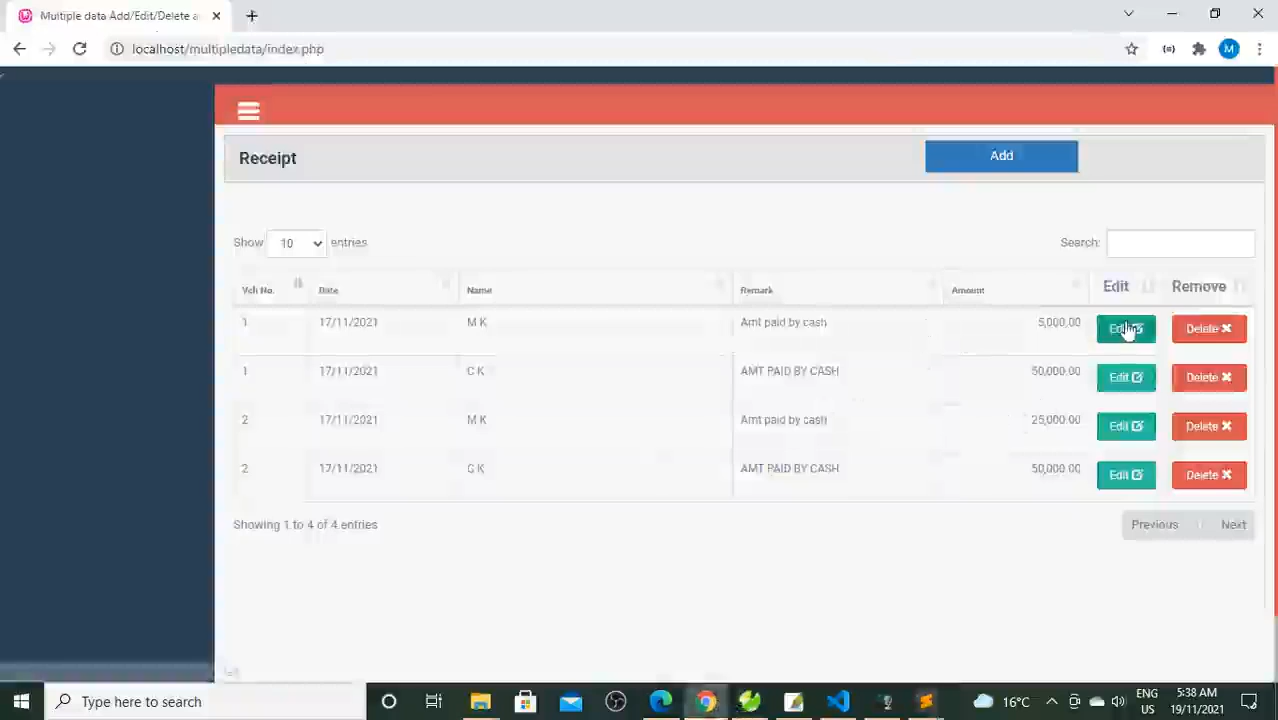 Multiple data Add/Edit/Delete a
localhost/multipledata/index.php
M
Receipt
Add
Show 10 entries
Search:
Vch No. Date Name Remark Amount Edit Remove
1 17/11/2021 M K Amt paid by cash 5,000.00 Edit Delete
1 17/11/2021 C K AMT PAID BY CASH 50,000.00 Edit Delete
2 17/11/2021 M K Amt paid by cash 25,000.00 Edit Delete
2 17/11/2021 G K AMT PAID BY CASH 50,000.00 Edit Delete
Showing 1 to 4 of 4 entries
Previous 1 Next
Type here to search
16°C
ENG
US
5:38 AM
19/11/2021